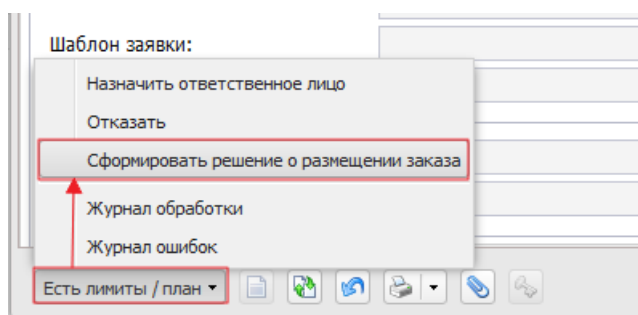 Шаблон заявки:
Назначить ответственное лицо
Отказать
Сформировать решение о размещении заказа
Журнал обработки
Журнал ошибок
Есть лимиты / план